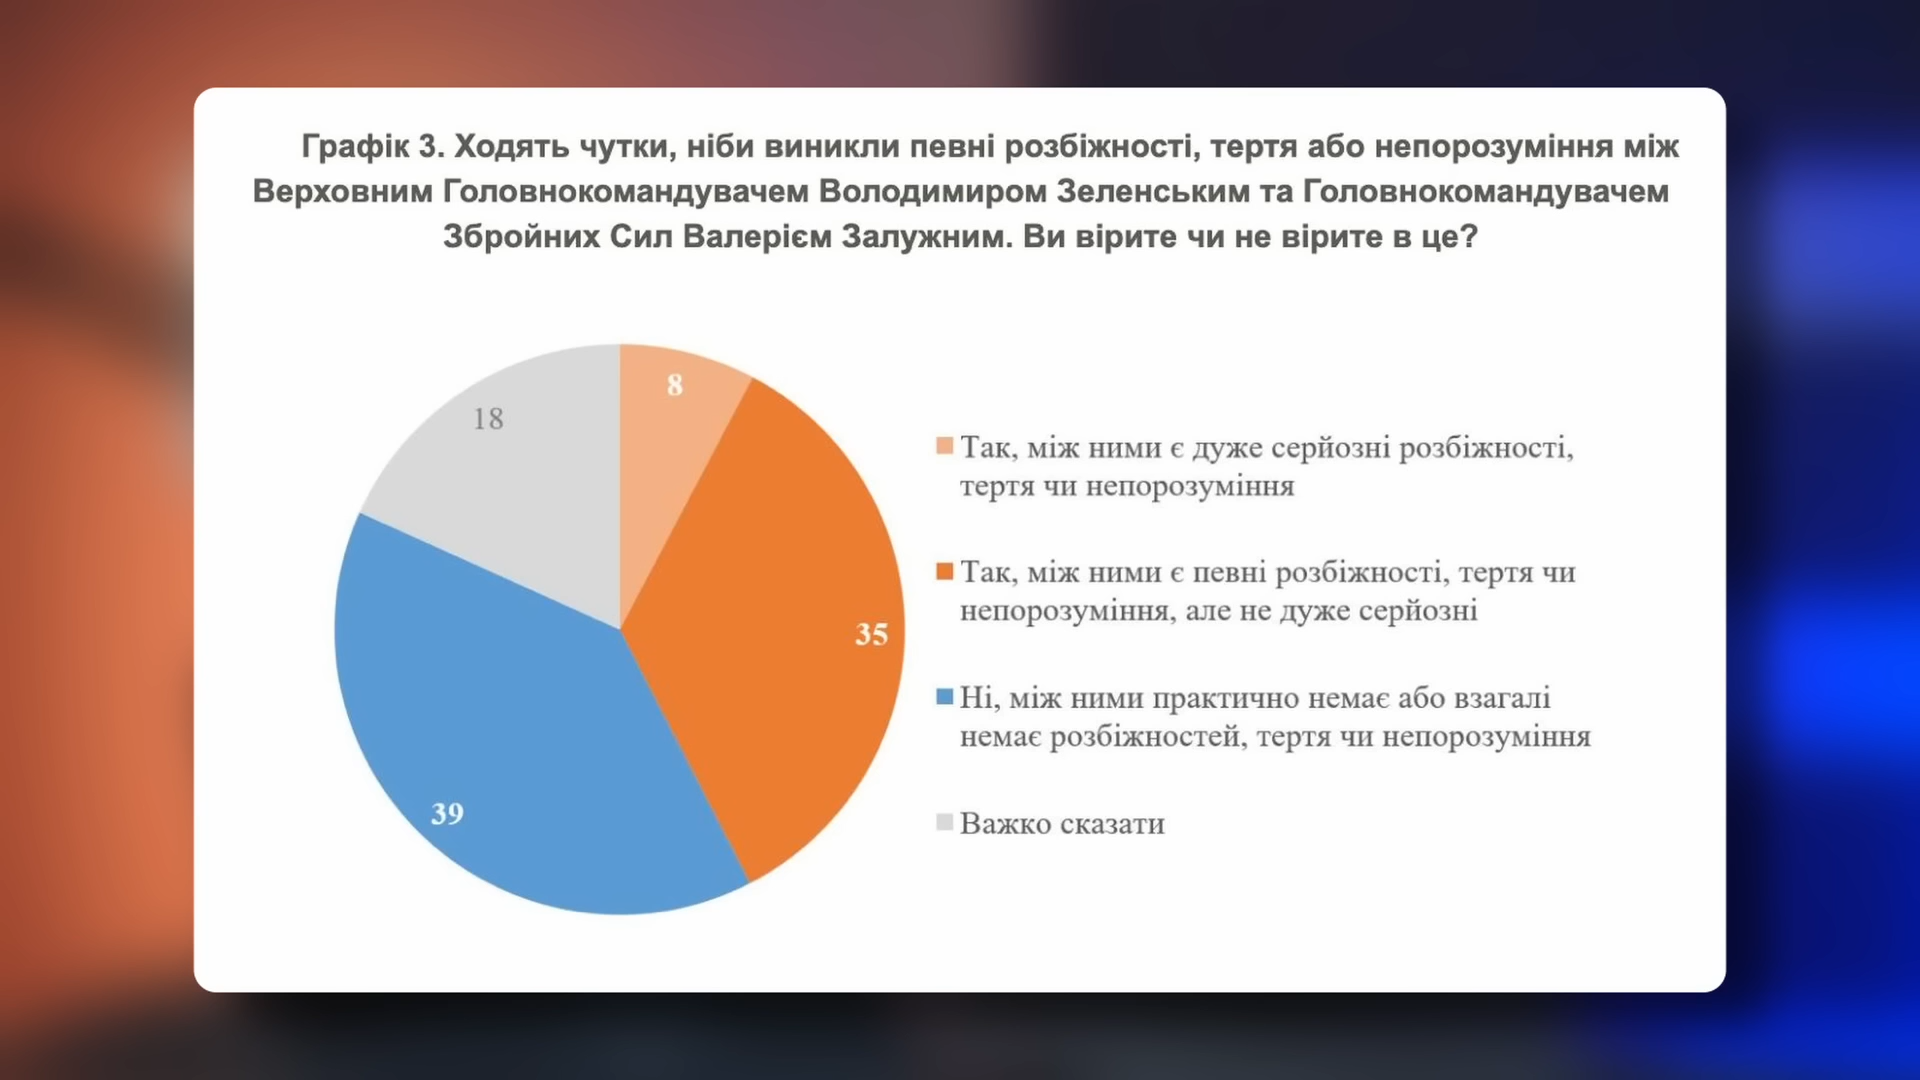 Графік 3. Ходять чутки, ніби виникли певні розбіжності, тертя або непорозуміння між
Верховним Головнокомандувачем Володимиром Зеленським та Головнокомандувачем
Збройних Сил Валерієм Залужним. Ви вірите чи не вірите в це?
8
18
35
39
Так, між ними є дуже серйозні розбіжності,
тертя чи непорозуміння
Так, між ними є певні розбіжності, тертя чи
непорозуміння, але не дуже серйозні
Ні, між ними практично немає або взагалі
немає розбіжностей, тертя чи непорозуміння
Важко сказати